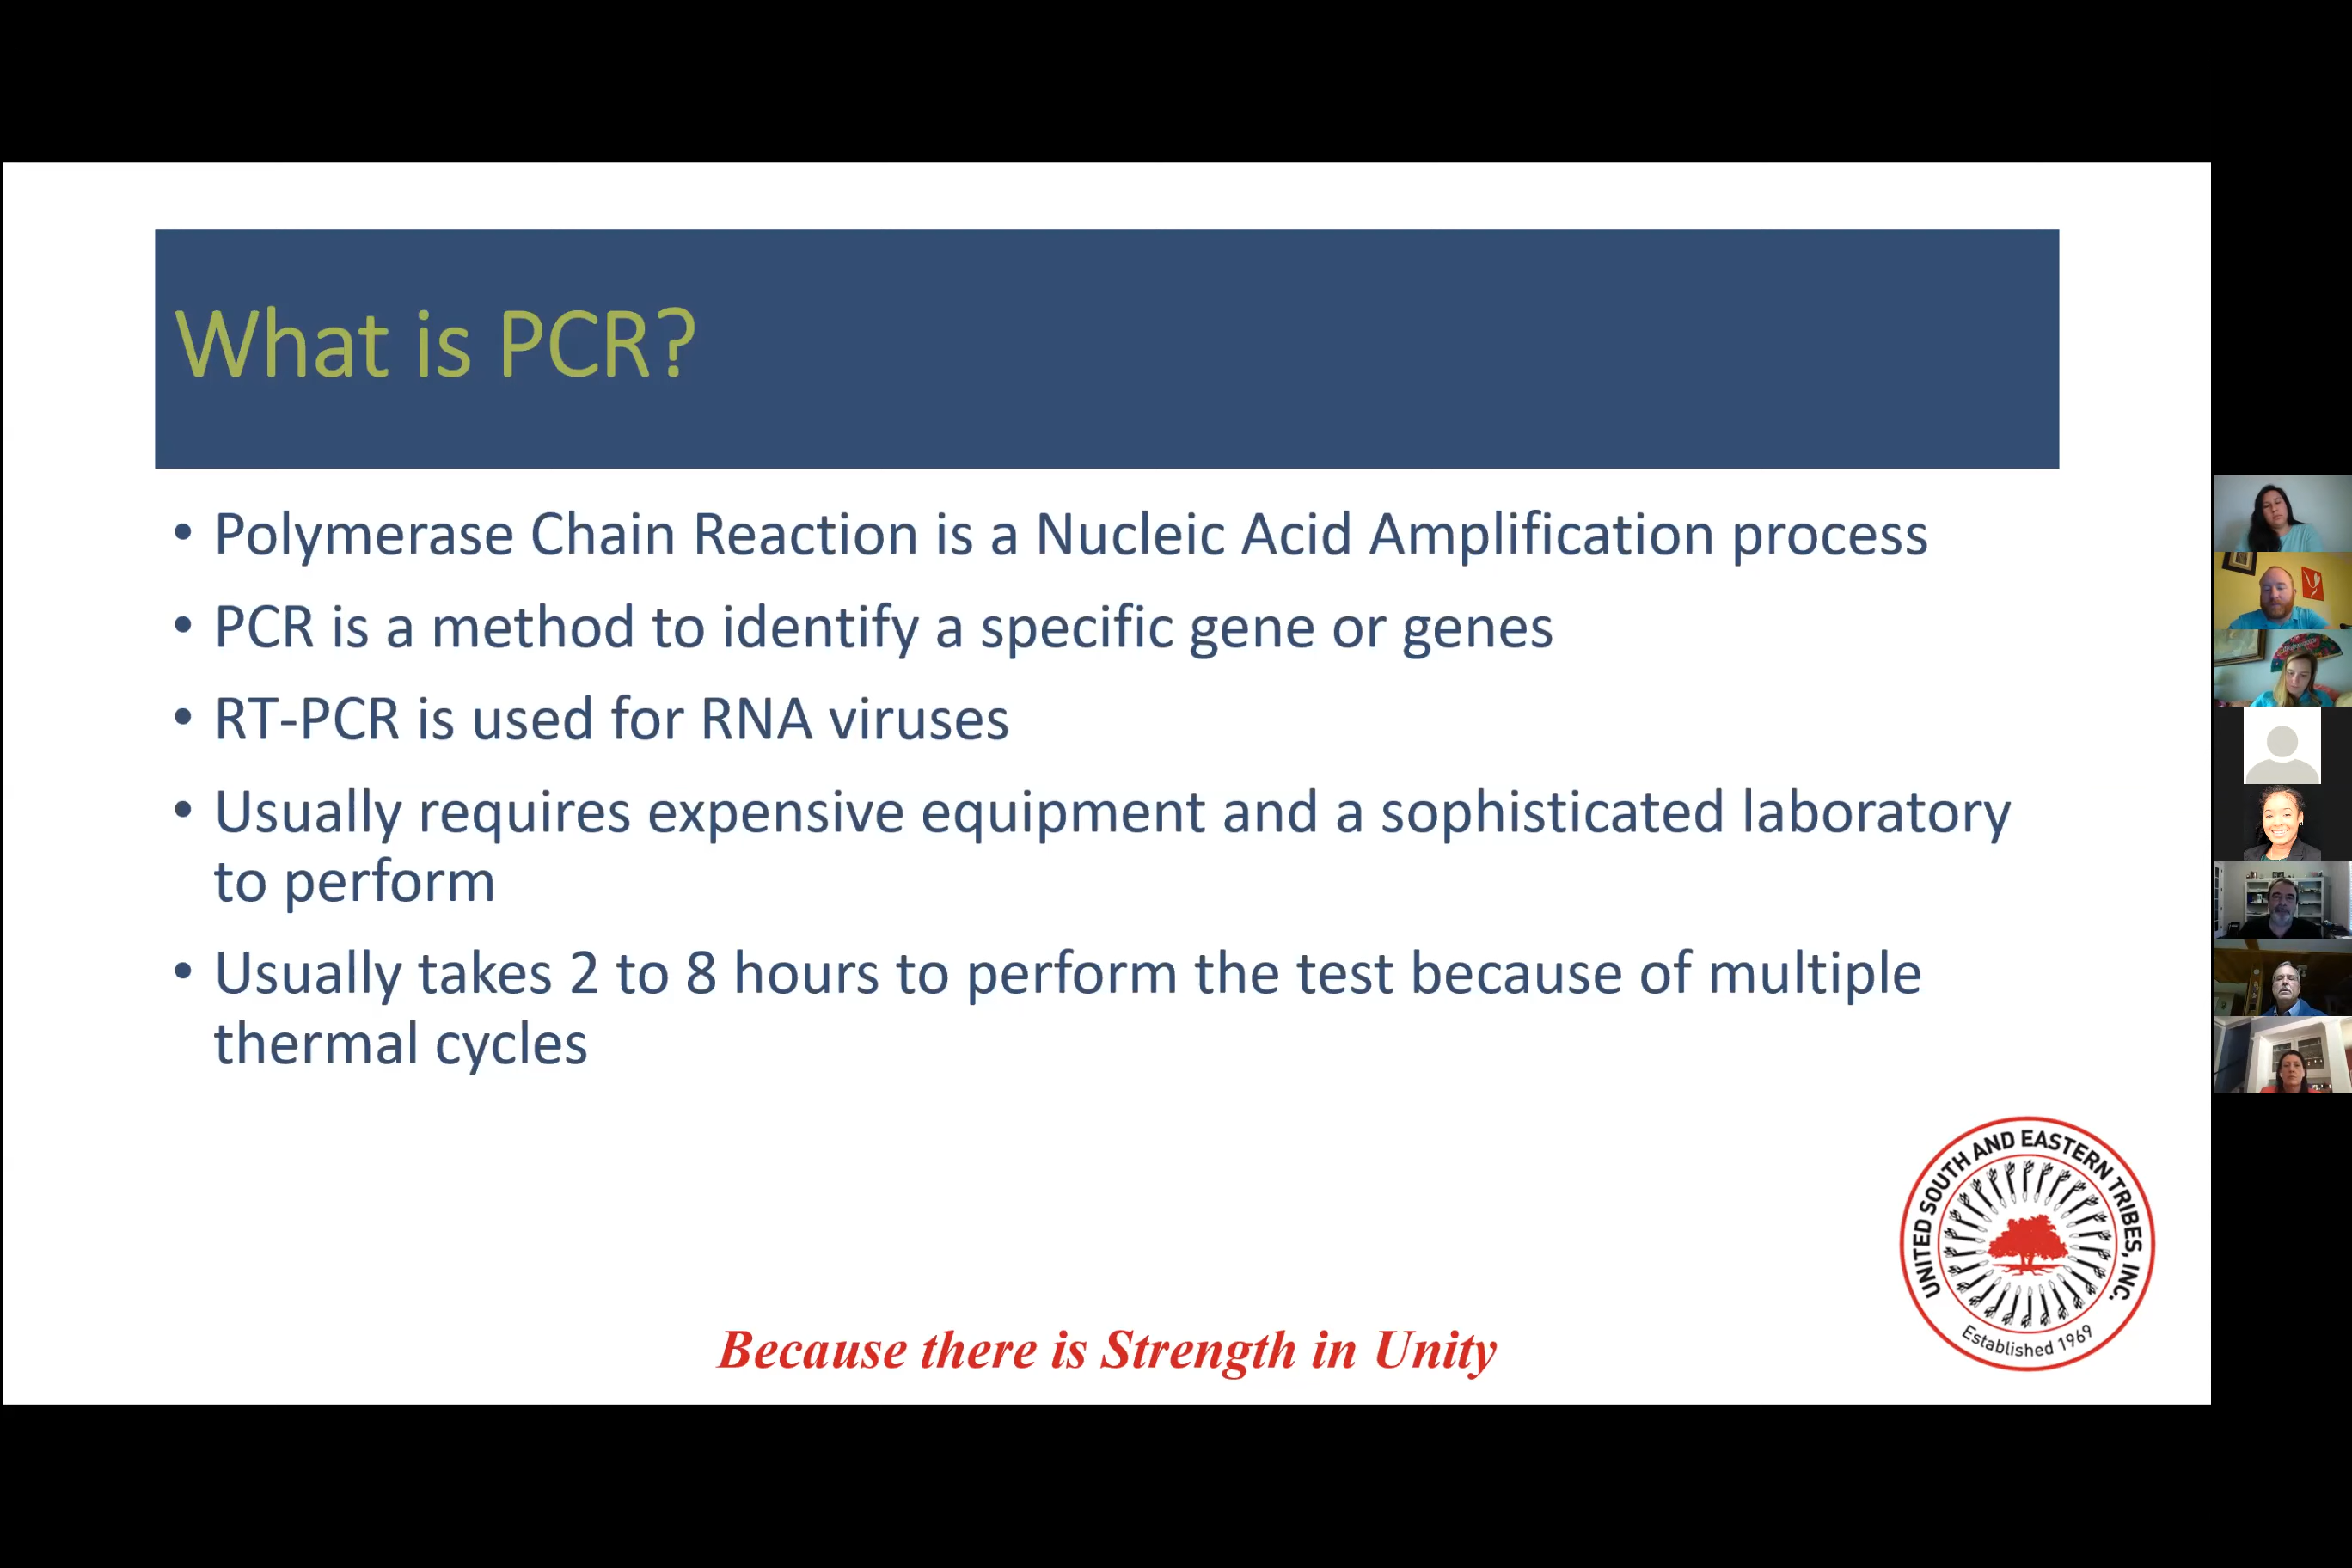 What is PCR?
• Polymerase Chain Reaction is a Nucleic Acid Amplification process
• PCR is a method to identify a specific gene or genes
• RT-PCR is used for RNA viruses
• Usually requires expensive equipment and a sophisticated laboratory
to perform
• Usually takes 2 to 8 hours to perform the test because of multiple
thermal cycles
UNITED SOUTH AND EASTERN TRIBES, INC.
Established 1969
Because there is Strength in Unity